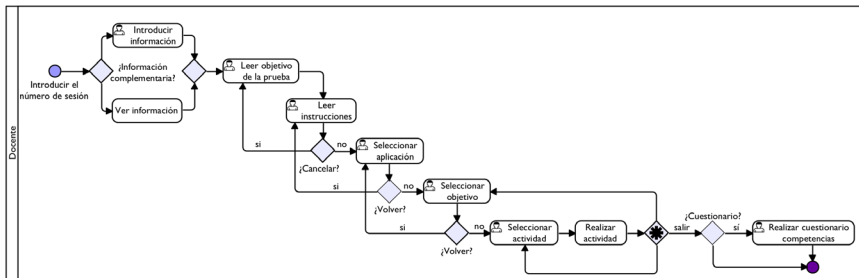 Docente
Introducir el
número de sesión
Introducir
información
¿Información
complementaria?
Ver información
Leer objetivo
de la prueba
Leer
instrucciones
si
no
¿Cancelar?
Seleccionar
aplicación
si
no
¿Volver?
Seleccionar
objetivo
si
no
¿Volver?
Seleccionar
actividad
Realizar
actividad
salir
¿Cuestionario?
sí
Realizar cuestionario
competencias